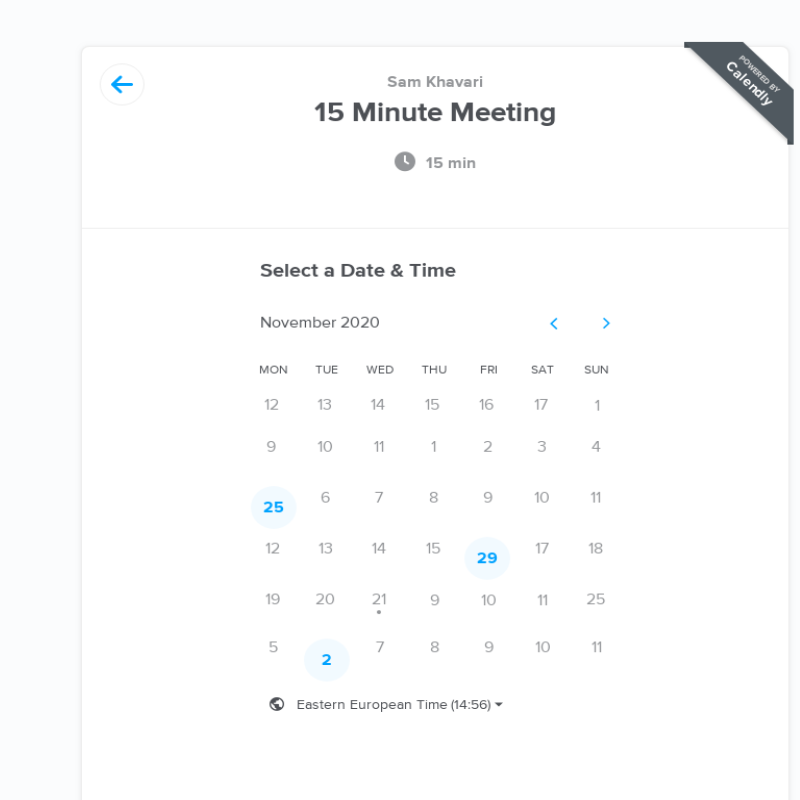 POWERED BY
Calendly
Sam Khavari
15 Minute Meeting
15 min
Select a Date & Time
November 2020
MON TUE WED THU FRI SAT SUN
12 13 14 15 16 17 1
9 10 11 1 2 3 4
25 6 7 8 9 10 11
12 13 14 15 29 17 18
19 20 21 9 10 11 25
5 2 7 8 9 10 11
Eastern European Time (14:56)